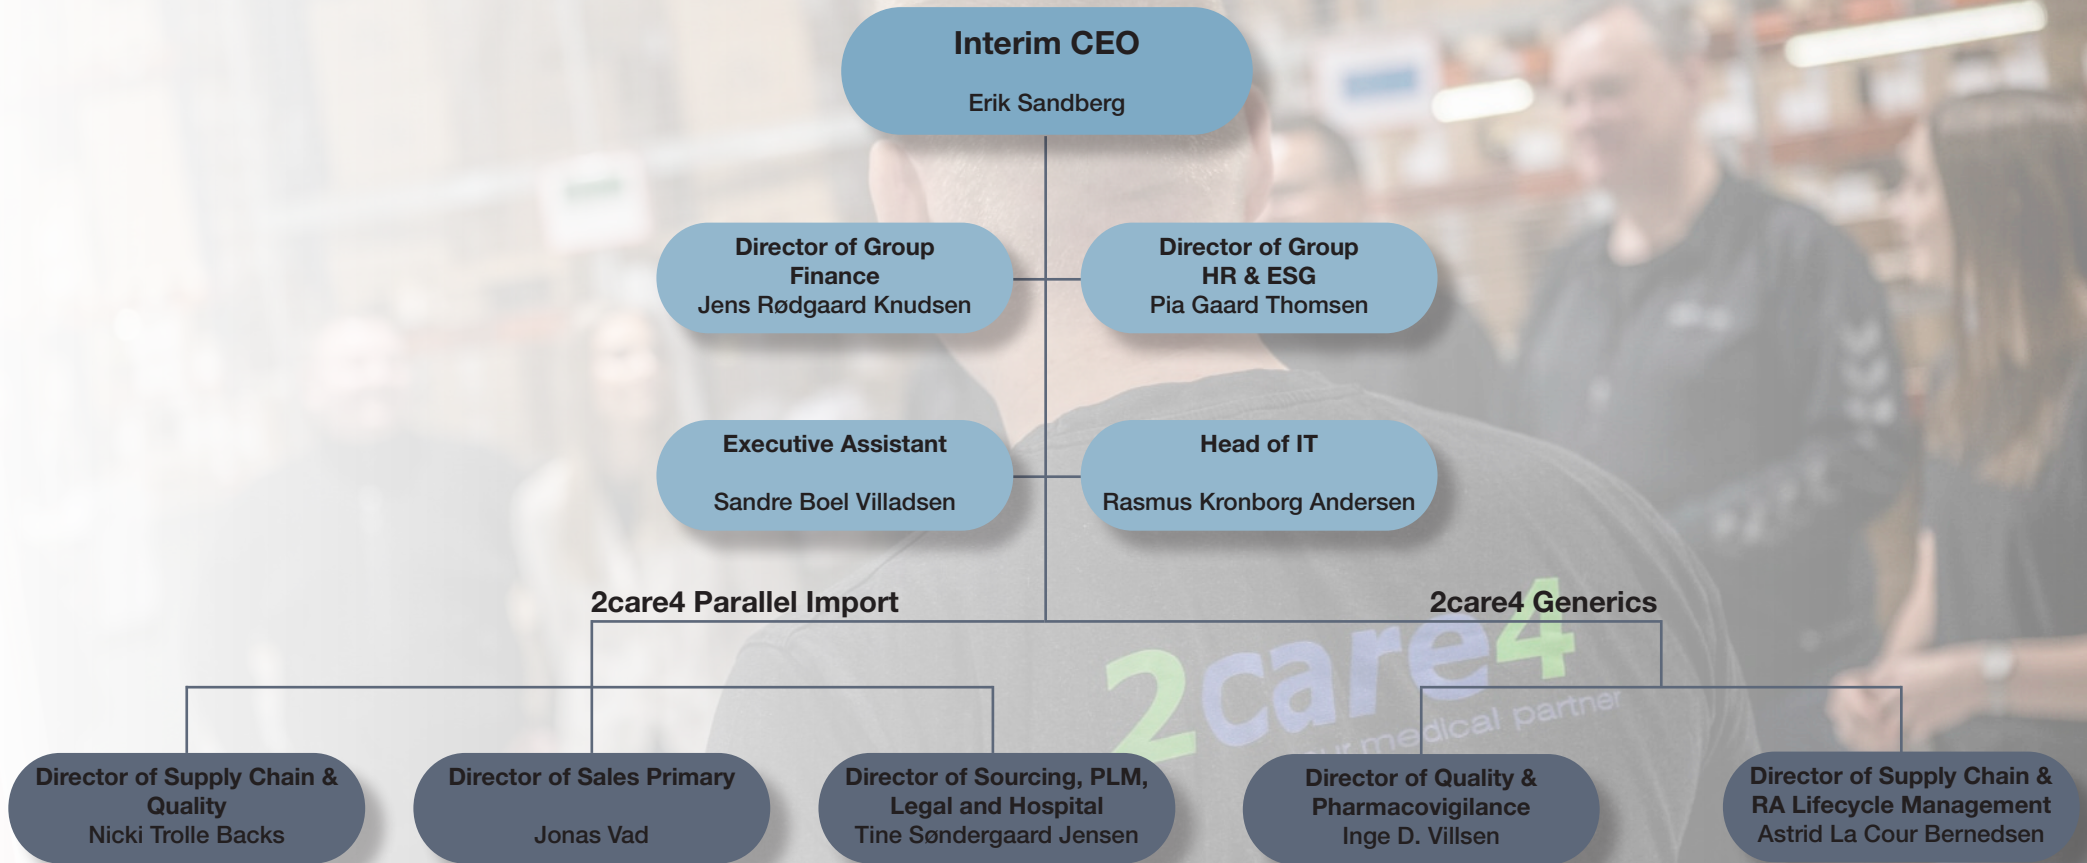 Interim CEO
Erik Sandberg
Director of Group
Finance
Jens Rødgaard Knudsen
Director of Group
HR & ESG
Pia Gaard Thomsen
Executive Assistant
Sandre Boel Villadsen
Head of IT
Rasmus Kronborg Andersen
2care4 Parallel Import
2care4 Generics
2care4
medical partner
Director of Supply Chain &
Quality
Nicki Trolle Backs
Director of Sales Primary
Jonas Vad
Director of Sourcing, PLM,
Legal and Hospital
Tine Søndergaard Jensen
Director of Quality &
Pharmacovigilance
Inge D. Villsen
Director of Supply Chain &
RA Lifecycle Management
Astrid La Cour Bernedsen